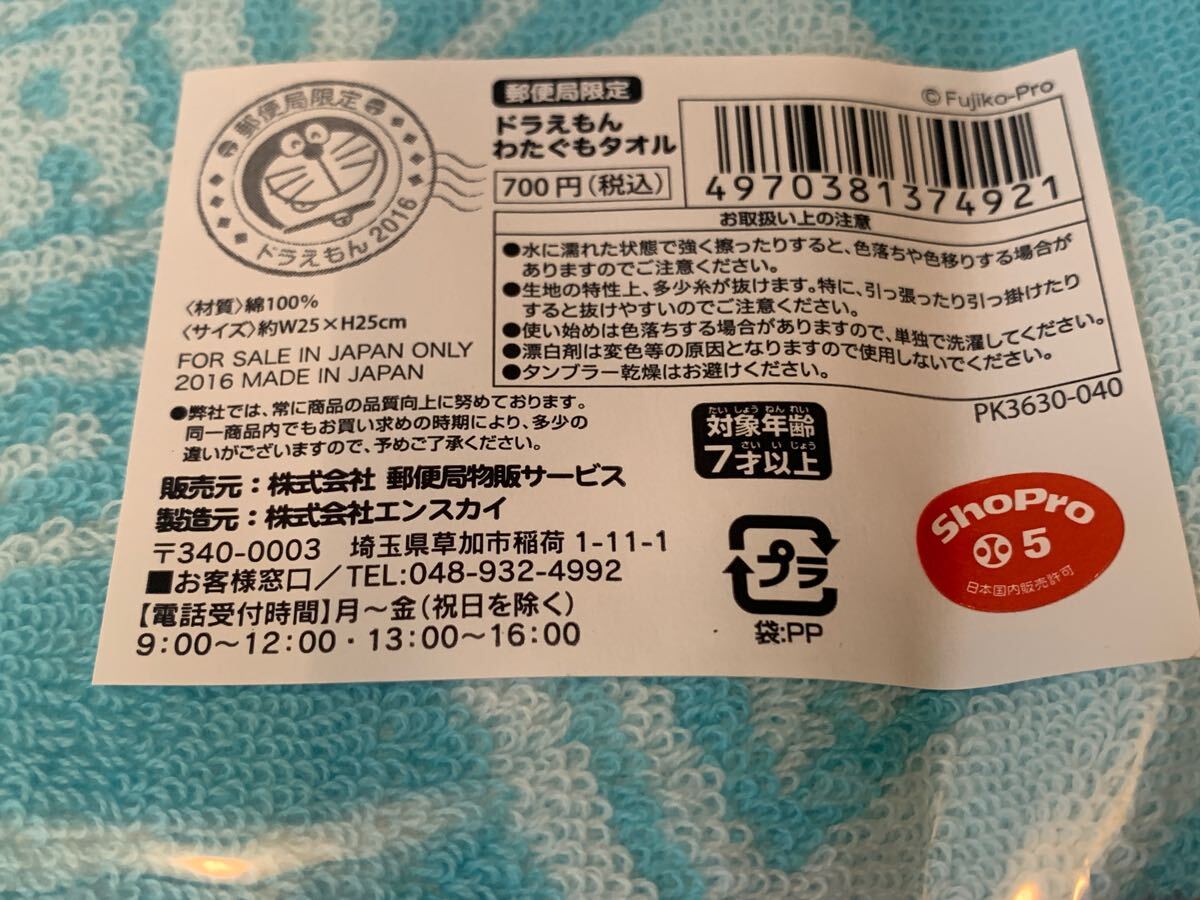 郵便局限定
ドラえもん 2016
〈材質〉綿100%
〈サイズ〉約W25×H25cm
FOR SALE IN JAPAN ONLY
2016 MADE IN JAPAN
郵便局限定
ドラえもん
わたぐもタオル
700円(税込)
©Fujiko-Pro
4970381374921
お取扱い上の注意
●水に濡れた状態で強く擦ったりすると、色落ちや色移りする場合が
ありますのでご注意ください。
●生地の特性上、多少糸が抜けます。特に、引っ張ったり引っ掛けたり
すると抜けやすいのでご注意ください。
●使い始めは色落ちする場合がありますので、単独で洗濯してください。
●漂白剤は変色等の原因となりますので使用しないでください。
●タンブラー乾燥はお避けください。
PK3630-040
●弊社では、常に商品の品質向上に努めております。
同一商品内でもお買い求めの時期により、多少の
違いがございますので、予めご了承ください。
販売元:株式会社 郵便局物販サービス
製造元:株式会社エンスカイ
〒340-0003 埼玉県草加市稲荷 1-11-1
■お客様窓口/TEL:048-932-4992
【電話受付時間】月~金(祝日を除く)
9:00~12:00・13:00~16:00
たいしょうねんれい
対象年齢
さいいじょう
7才以上
プラ
袋:PP
ShoPro
5
日本国内販売許可